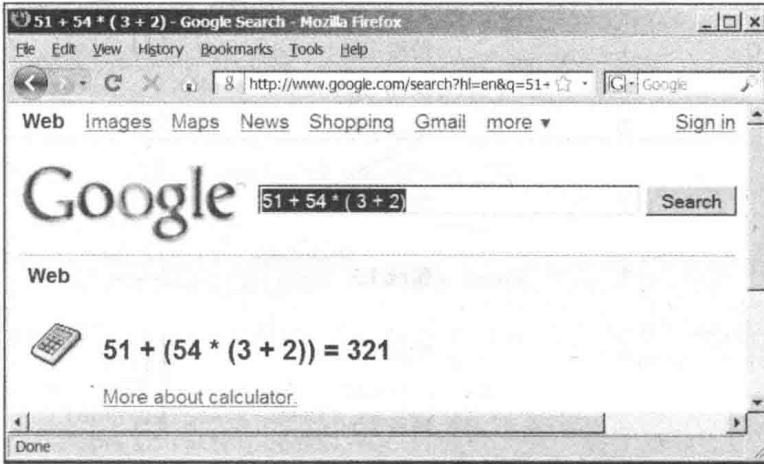 51 + 54 * ( 3 + 2) - Google Search - Mozilla Firefox
File Edit View History Bookmarks Tools Help
http://www.google.com/search?hl=en&q=51+ G Google
Web Images Maps News Shopping Gmail more ▼ Sign in
Google 51 + 54 * ( 3 + 2) Search
Web
51 + (54 * (3 + 2)) = 321
More about calculator.
Done